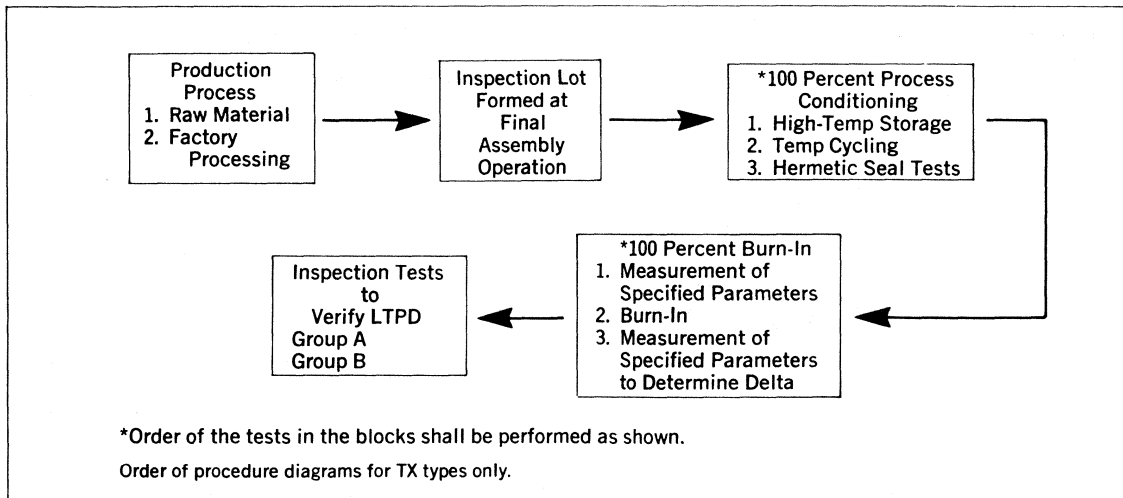 Production
Process
1. Raw Material
2. Factory
Processing
Inspection Lot
Formed at
Final
Assembly
Operation
*100 Percent Process
Conditioning
1. High-Temp Storage
2. Temp Cycling
3. Hermetic Seal Tests
*100 Percent Burn-In
1. Measurement of
Specified Parameters
2. Burn-In
3. Measurement of
Specified Parameters
to Determine Delta
Inspection Tests
to
Verify LTPD
Group A
Group B
*Order of the tests in the blocks shall be performed as shown.
Order of procedure diagrams for TX types only.